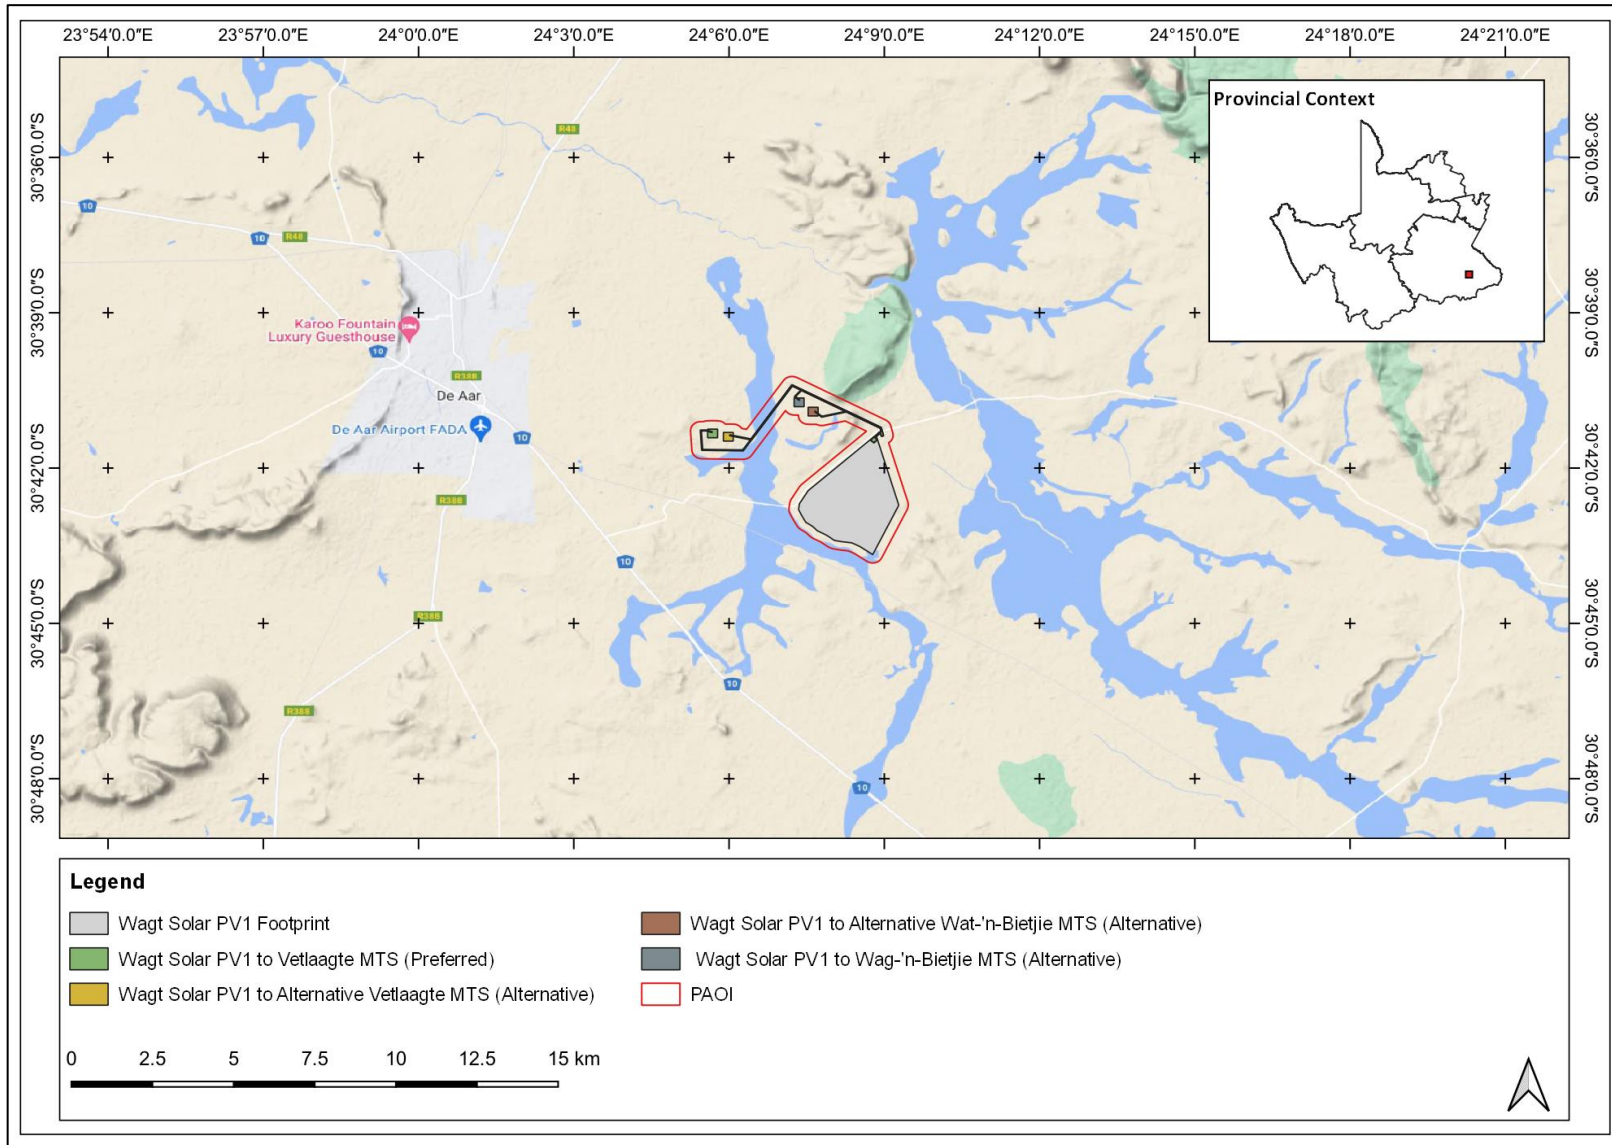 23°54'0.0"E 23°57'0.0"E 24°00'0.0"E 24°3'0.0"E 24°6'0.0"E 24°9'0.0"E 24°12'0.0"E 24°15'0.0"E 24°18'0.0"E 24°21'0.0"E
Provincial Context
R48
30°36'0.0"S
30°36'0.0"S
10
10
R48
30°39'0.0"S
30°39'0.0"S
Karoo Fountain
Luxury Guesthouse
10
R388
De Aar
De Aar Airport FADA
10
30°42'0.0"S
30°42'0.0"S
R388
10
R388
30°45'0.0"S
30°45'0.0"S
10
R388
30°48'0.0"S
30°48'0.0"S
10
Legend
Wagt Solar PV1 Footprint
Wagt Solar PV1 to Vetlaagte MTS (Preferred)
Wagt Solar PV1 to Alternative Vetlaagte MTS (Alternative)
Wagt Solar PV1 to Alternative Wat-'n-Bietjie MTS (Alternative)
Wagt Solar PV1 to Wag-'n-Bietjie MTS (Alternative)
PAOI
0 2.5 5 7.5 10 12.5 15 km